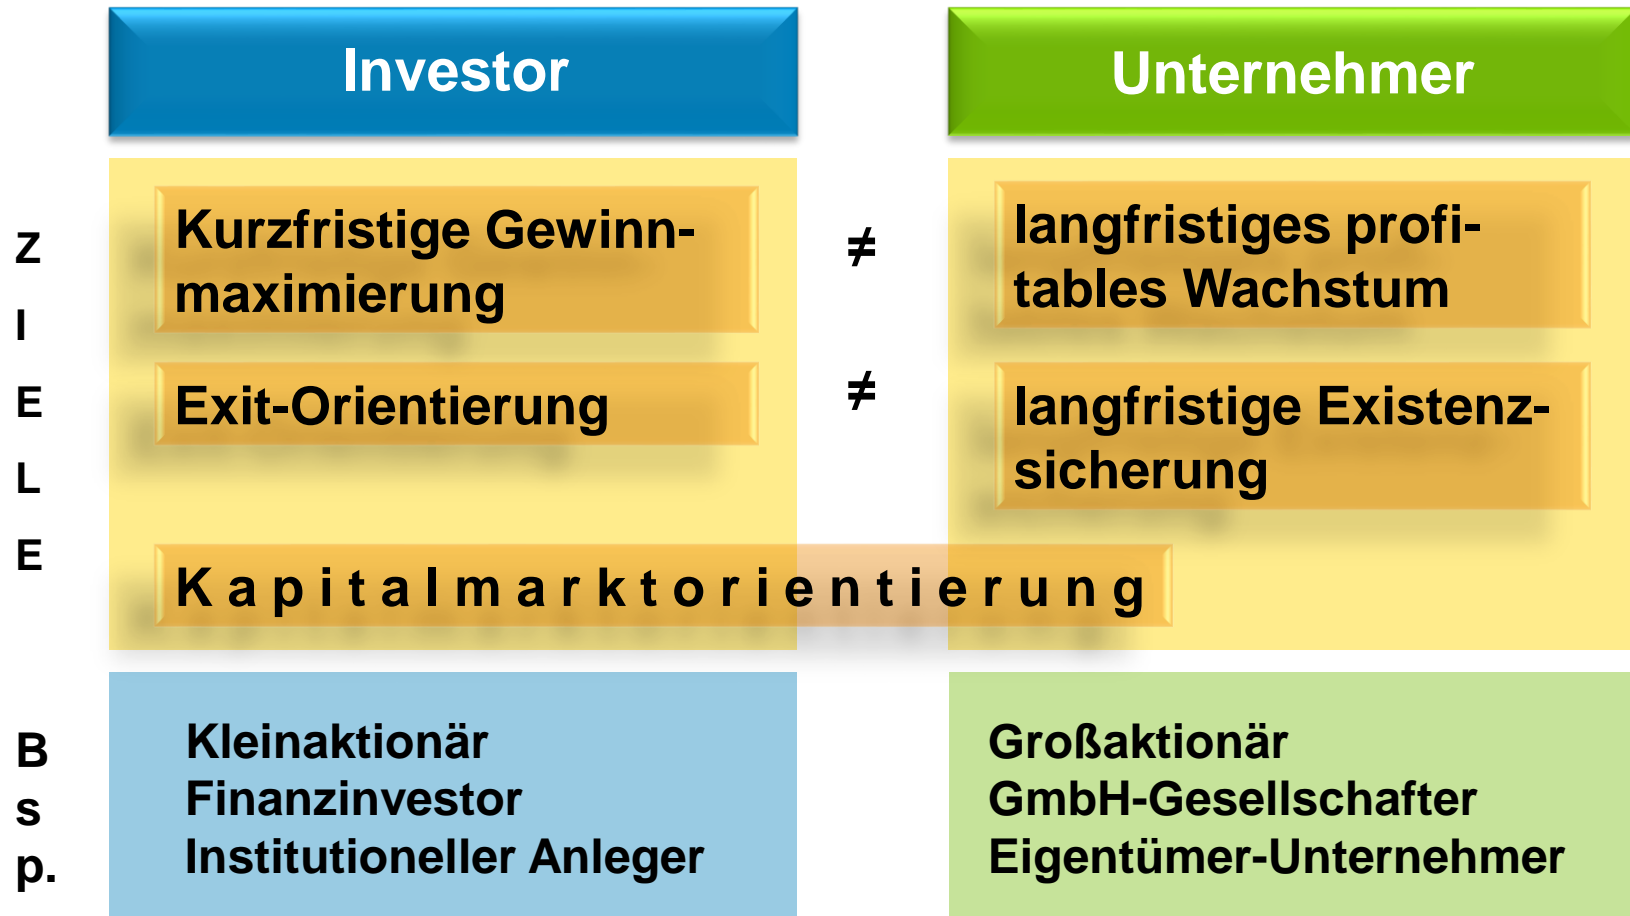 Investor
Unternehmer
Z
I
E
L
E
Kurzfristige Gewinn-
maximierung
≠
langfristiges profi-
tables Wachstum
Exit-Orientierung
≠
langfristige Existenz-
sicherung
Kapitalmarktorientierung
B
s
p.
Kleinaktionär
Finanzinvestor
Institutioneller Anleger
Großaktionär
GmbH-Gesellschafter
Eigentümer-Unternehmer